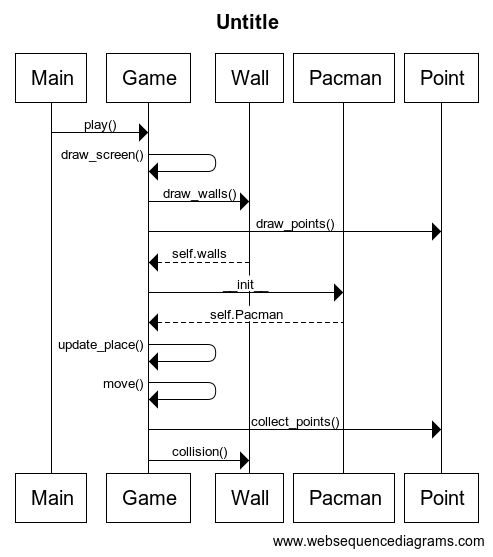 Untitle
Main Game Wall Pacman Point
play()
draw_screen()
draw_walls()
draw_points()
self.walls
__init__
self.Pacman
update_place()
move()
collect_points()
collision()
Main Game Wall Pacman Point
www.websequencediagrams.com